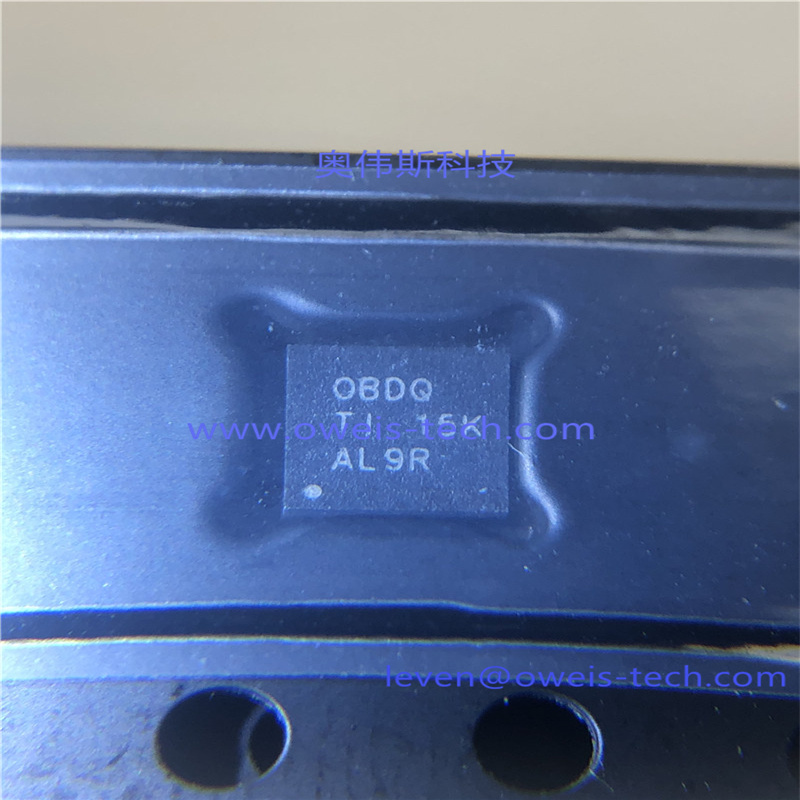 奥伟斯科技
OBDQ
TI 15K
www.oweis-tech.com
AL9R
leven@oweis-tech.com